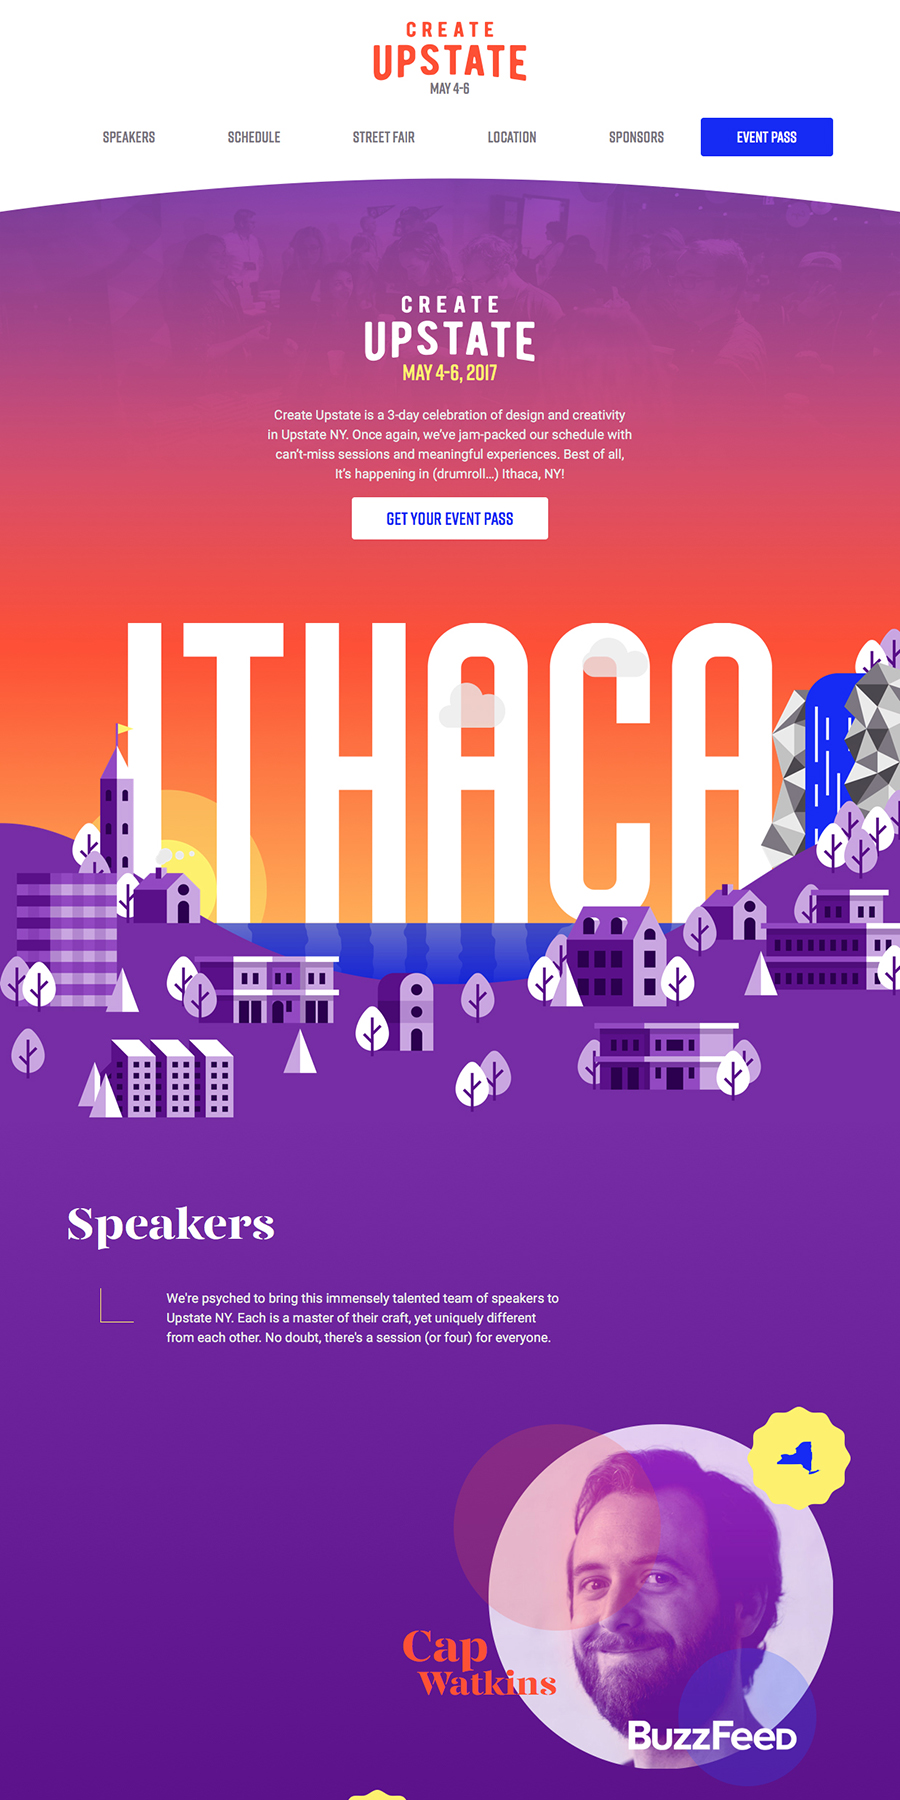 CREATE
UPSTATE
MAY 4-6
SPEAKERS
SCHEDULE
STREET FAIR
LOCATION
SPONSORS
EVENT PASS
CREATE
UPSTATE
MAY 4-6, 2017
Create Upstate is a 3-day celebration of design and creativity
in Upstate NY. Once again, we've jam-packed our schedule with
can't-miss sessions and meaningful experiences. Best of all,
It's happening in (drumroll...) Ithaca, NY!
GET YOUR EVENT PASS
ITHACA
Speakers
We're psyched to bring this immensely talented team of speakers to
Upstate NY. Each is a master of their craft, yet uniquely different
from each other. No doubt, there's a session (or four) for everyone.
Cap
Watkins
BuzzFeeD